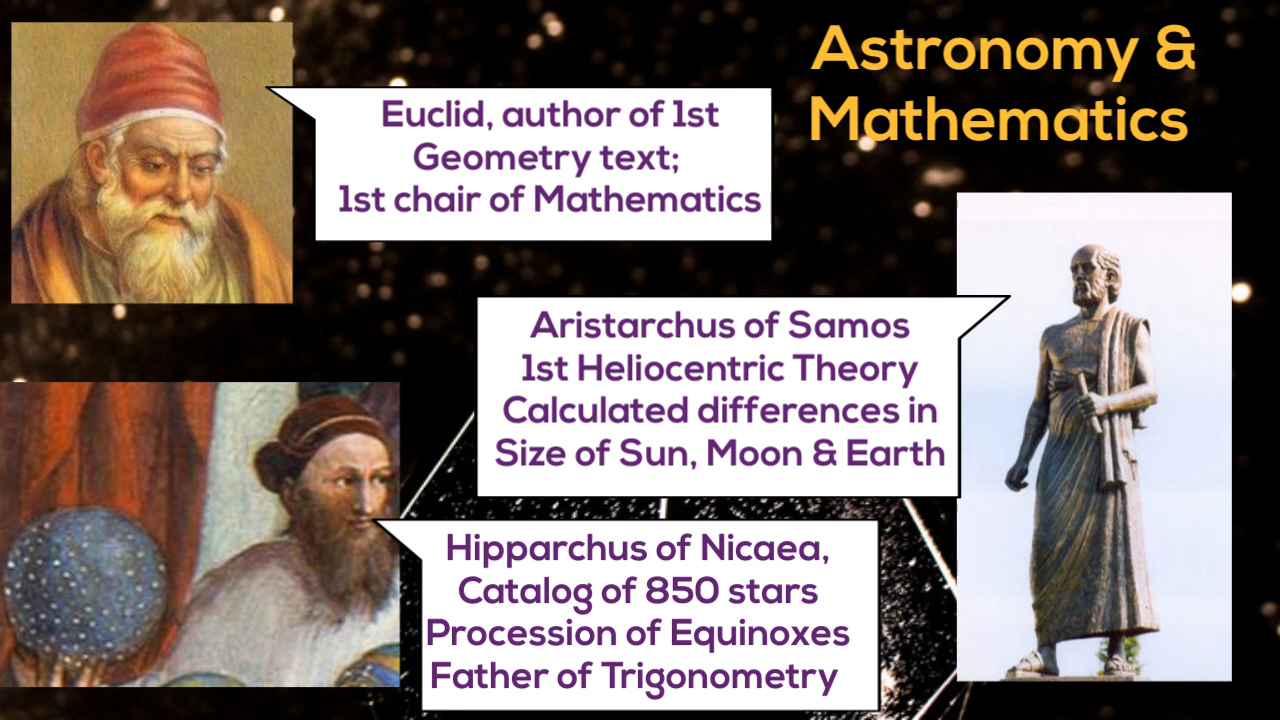 Astronomy &
Mathematics
Euclid, author of 1st
Geometry text;
1st chair of Mathematics
Aristarchus of Samos
1st Heliocentric Theory
Calculated differences in
Size of Sun, Moon & Earth
Hipparchus of Nicaea,
Catalog of 850 stars
Procession of Equinoxes
Father of Trigonometry